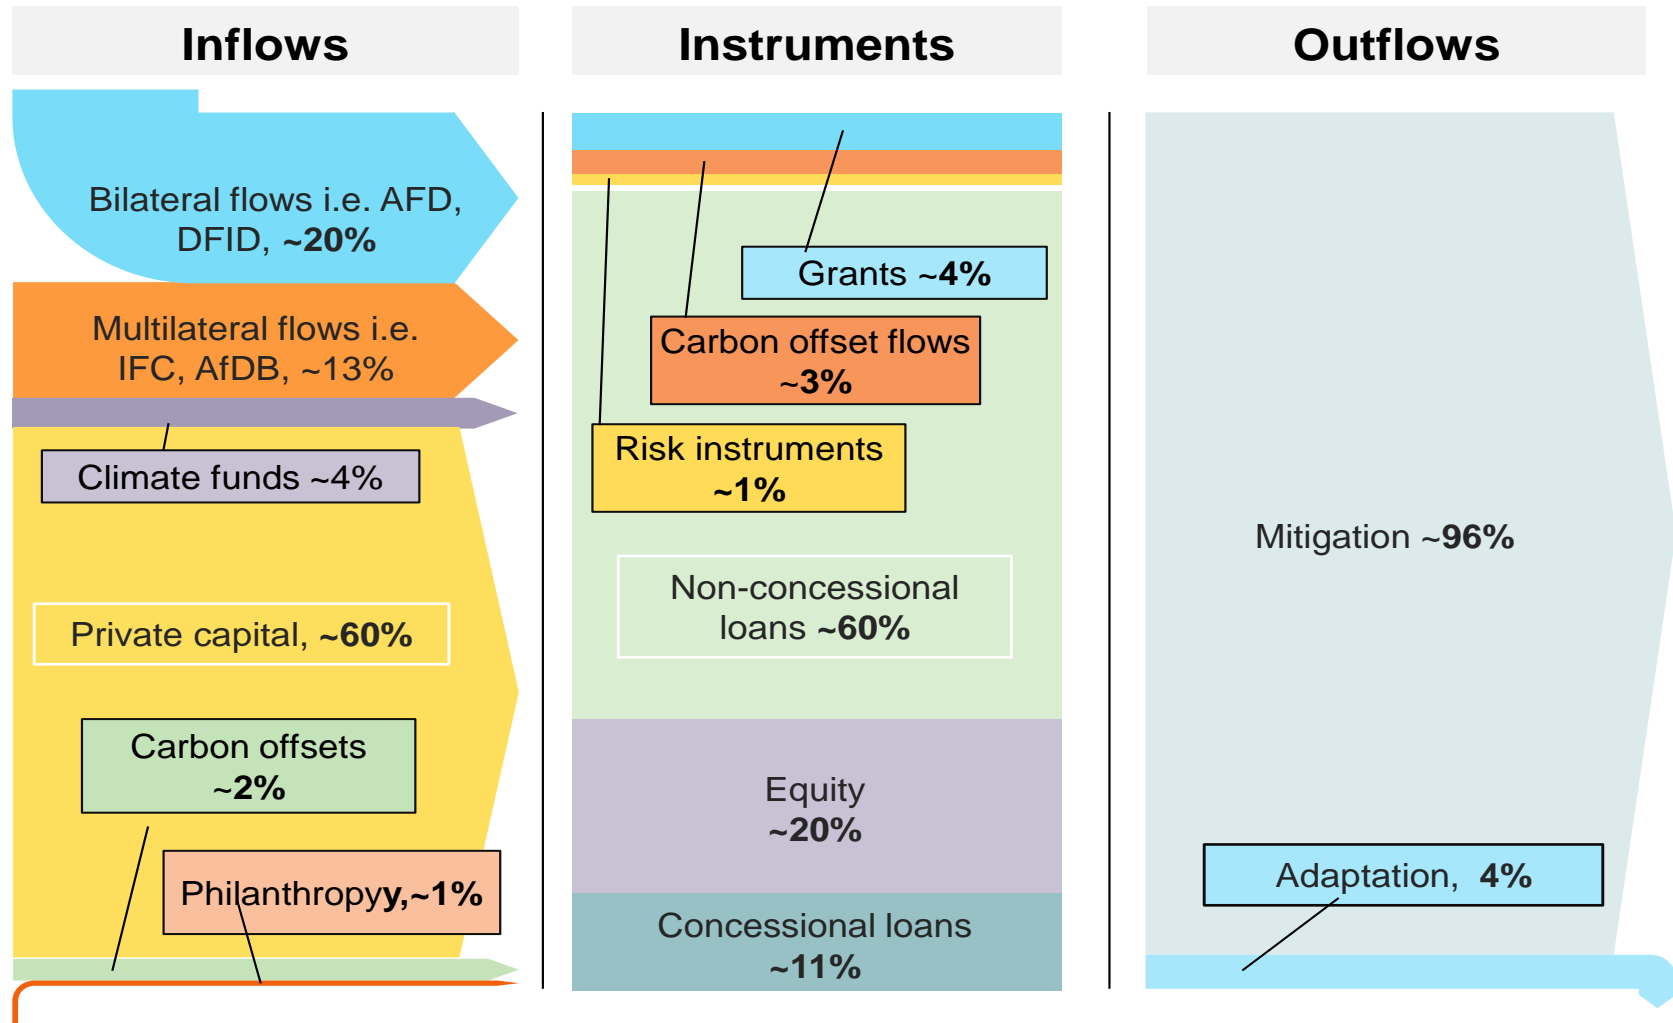 Inflows
Bilateral flows i.e. AFD,
DFID, ~20%
Multilateral flows i.e.
IFC, AfDB, ~13%
Climate funds ~4%
Private capital, ~60%
Carbon offsets
~2%
Philanthropyy,~1%
Instruments
Grants ~4%
Carbon offset flows
~3%
Risk instruments
~1%
Non-concessional
loans ~60%
Equity
~20%
Concessional loans
~11%
Outflows
Mitigation ~96%
Adaptation, 4%